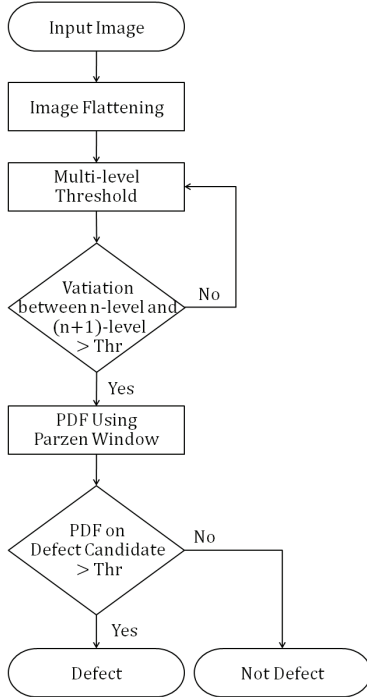 Input Image
Image Flattening
Multi-level
Threshold
Vatiation
between n-level and
(n+1)-level
> Thr
No
Yes
PDF Using
Parzen Window
PDF on
Defect Candidate
> Thr
No
Yes
Defect
Not Defect